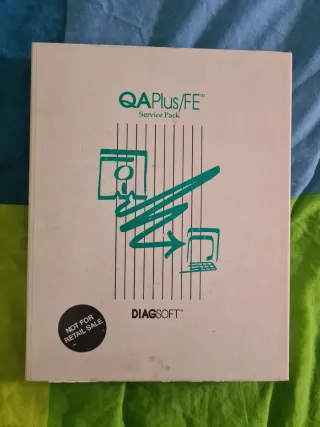 QAPlus/FE™
Service Pack
DIAGSOFT™
NOT FOR
RETAIL SALE